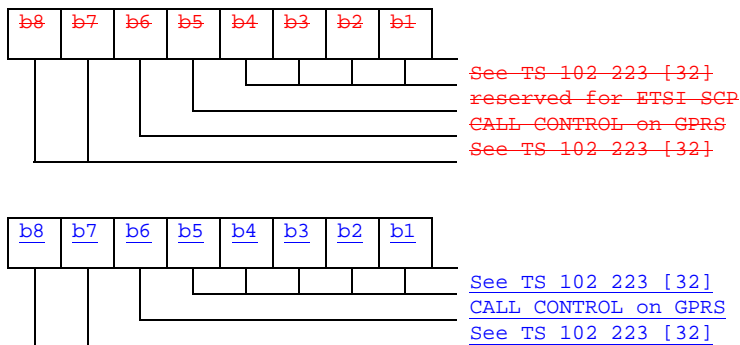 b8 b7 b6 b5 b4 b3 b2 b1
See TS 102 223 [32]
reserved for ETSI SCP
CALL CONTROL on GPRS
See TS 102 223 [32]
b8 b7 b6 b5 b4 b3 b2 b1
See TS 102 223 [32]
CALL CONTROL on GPRS
See TS 102 223 [32]